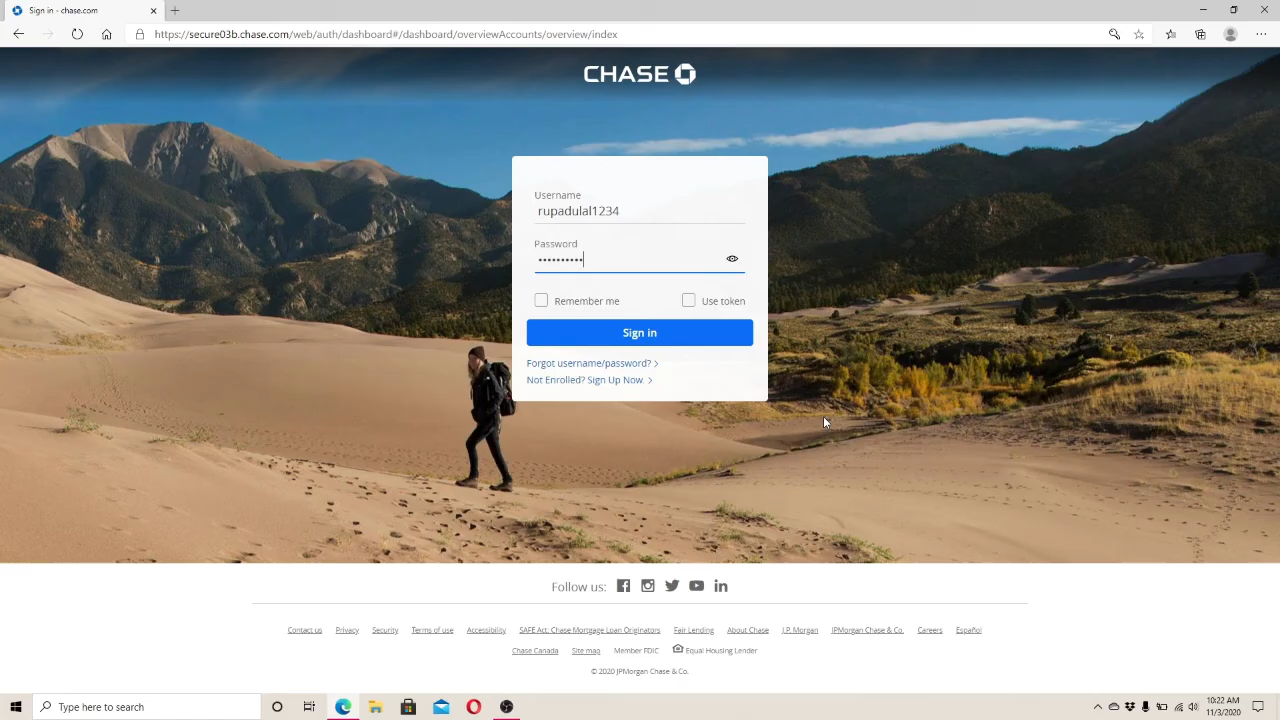 Sign in - chase.com
https://secure03b.chase.com/web/auth/dashboard#/dashboard/overviewAccounts/overview/index
CHASE
Username
rupadulal1234
Password
••••••••••
Remember me
Use token
Sign in
Forgot username/password?
Not Enrolled? Sign Up Now.
Follow us:
Contact us Privacy Security Terms of use Accessibility SAFE Act: Chase Mortgage Loan Originators Fair Lending About Chase J.P. Morgan JPMorgan Chase & Co. Careers Español
Chase Canada Site map Member FDIC Equal Housing Lender
© 2020 JPMorgan Chase & Co.
Type here to search
10:22 AM
11/3/2020